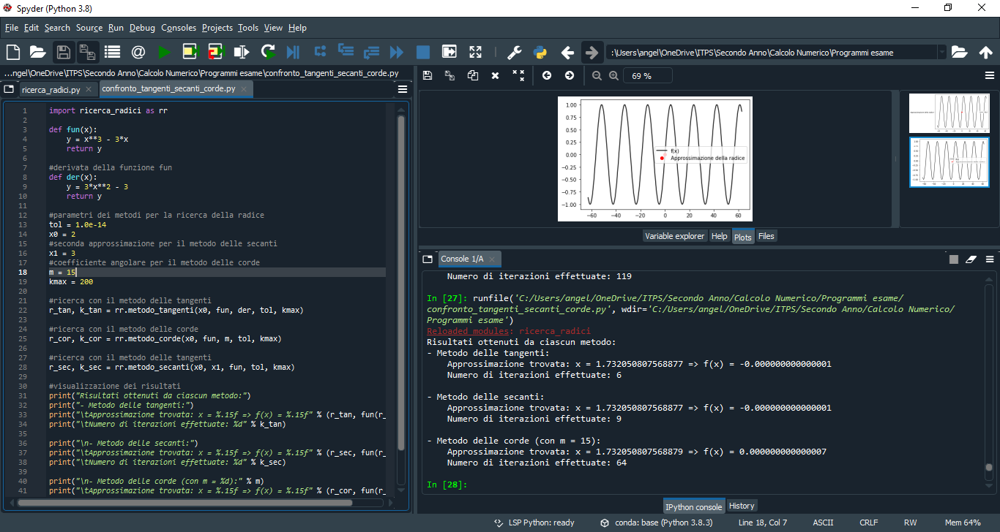 Spyder (Python 3.8)
File Edit Search Source Run Debug Consoles Projects Tools View Help
:\Users\angel\OneDrive\ITPS\Secondo Anno\Calcolo Numerico\Programmi esame
...ngel\OneDrive\ITPS\Secondo Anno\Calcolo Numerico\Programmi esame\confronto_tangenti_secanti_corde.py
ricerca_radici.py confronto_tangenti_secanti_corde.py
1 import ricerca_radici as rr
2
3 def fun(x):
4 y = x**3 - 3*x
5 return y
6
7 #derivata della funzione fun
8 def der(x):
9 y = 3*x**2 - 3
10 return y
11
12 #parametri dei metodi per la ricerca della radice
13 tol = 1.0e-14
14 x0 = 2
15 #seconda approssimazione per il metodo delle secanti
16 x1 = 3
17 #coefficiente angolare per il metodo delle corde
18 m = 15
19 kmax = 200
20
21 #ricerca con il metodo delle tangenti
22 r_tan, k_tan = rr.metodo_tangenti(x0, fun, der, tol, kmax)
23
24 #ricerca con il metodo delle corde
25 r_cor, k_cor = rr.metodo_corde(x0, fun, m, tol, kmax)
26
27 #ricerca con il metodo delle tangenti
28 r_sec, k_sec = rr.metodo_secanti(x0, x1, fun, tol, kmax)
29
30 #visualizzazione dei risultati
31 print("Risultati ottenuti da ciascun metodo:")
32 print("- Metodo delle tangenti:")
33 print("\tApprossimazione trovata: x = %.15f => f(x) = %.15f" % (r_tan, fun(r_
34 print("\tNumero di iterazioni effettuate: %d" % k_tan)
35
36 print("\n- Metodo delle secanti:")
37 print("\tApprossimazione trovata: x = %.15f => f(x) = %.15f" % (r_sec, fun(r_
38 print("\tNumero di iterazioni effettuate: %d" % k_sec)
39
40 print("\n- Metodo delle corde (con m = %d):" % m)
41 print("\tApprossimazione trovata: x = %.15f => f(x) = %.15f" % (r_cor, fun(r_
69 %
1.00
0.75
0.50
0.25
0.00
−0.25
−0.50
−0.75
−1.00
−60 −40 −20 0 20 40 60
f(x)
Approssimazione della radice
Variable explorer Help Plots Files
Console 1/A
Numero di iterazioni effettuate: 119
In [27]: runfile('C:/Users/angel/OneDrive/ITPS/Secondo Anno/Calcolo Numerico/Programmi esame/
confronto_tangenti_secanti_corde.py', wdir='C:/Users/angel/OneDrive/ITPS/Secondo Anno/Calcolo Numerico/
Programmi esame')
Reloaded modules: ricerca_radici
Risultati ottenuti da ciascun metodo:
- Metodo delle tangenti:
Approssimazione trovata: x = 1.732050807568877 => f(x) = -0.000000000000001
Numero di iterazioni effettuate: 6
- Metodo delle secanti:
Approssimazione trovata: x = 1.732050807568877 => f(x) = -0.000000000000001
Numero di iterazioni effettuate: 9
- Metodo delle corde (con m = 15):
Approssimazione trovata: x = 1.732050807568879 => f(x) = 0.000000000000007
Numero di iterazioni effettuate: 64
In [28]:
IPython console History
LSP Python: ready conda: base (Python 3.8.3) Line 18, Col 7 ASCII CRLF RW Mem 64%